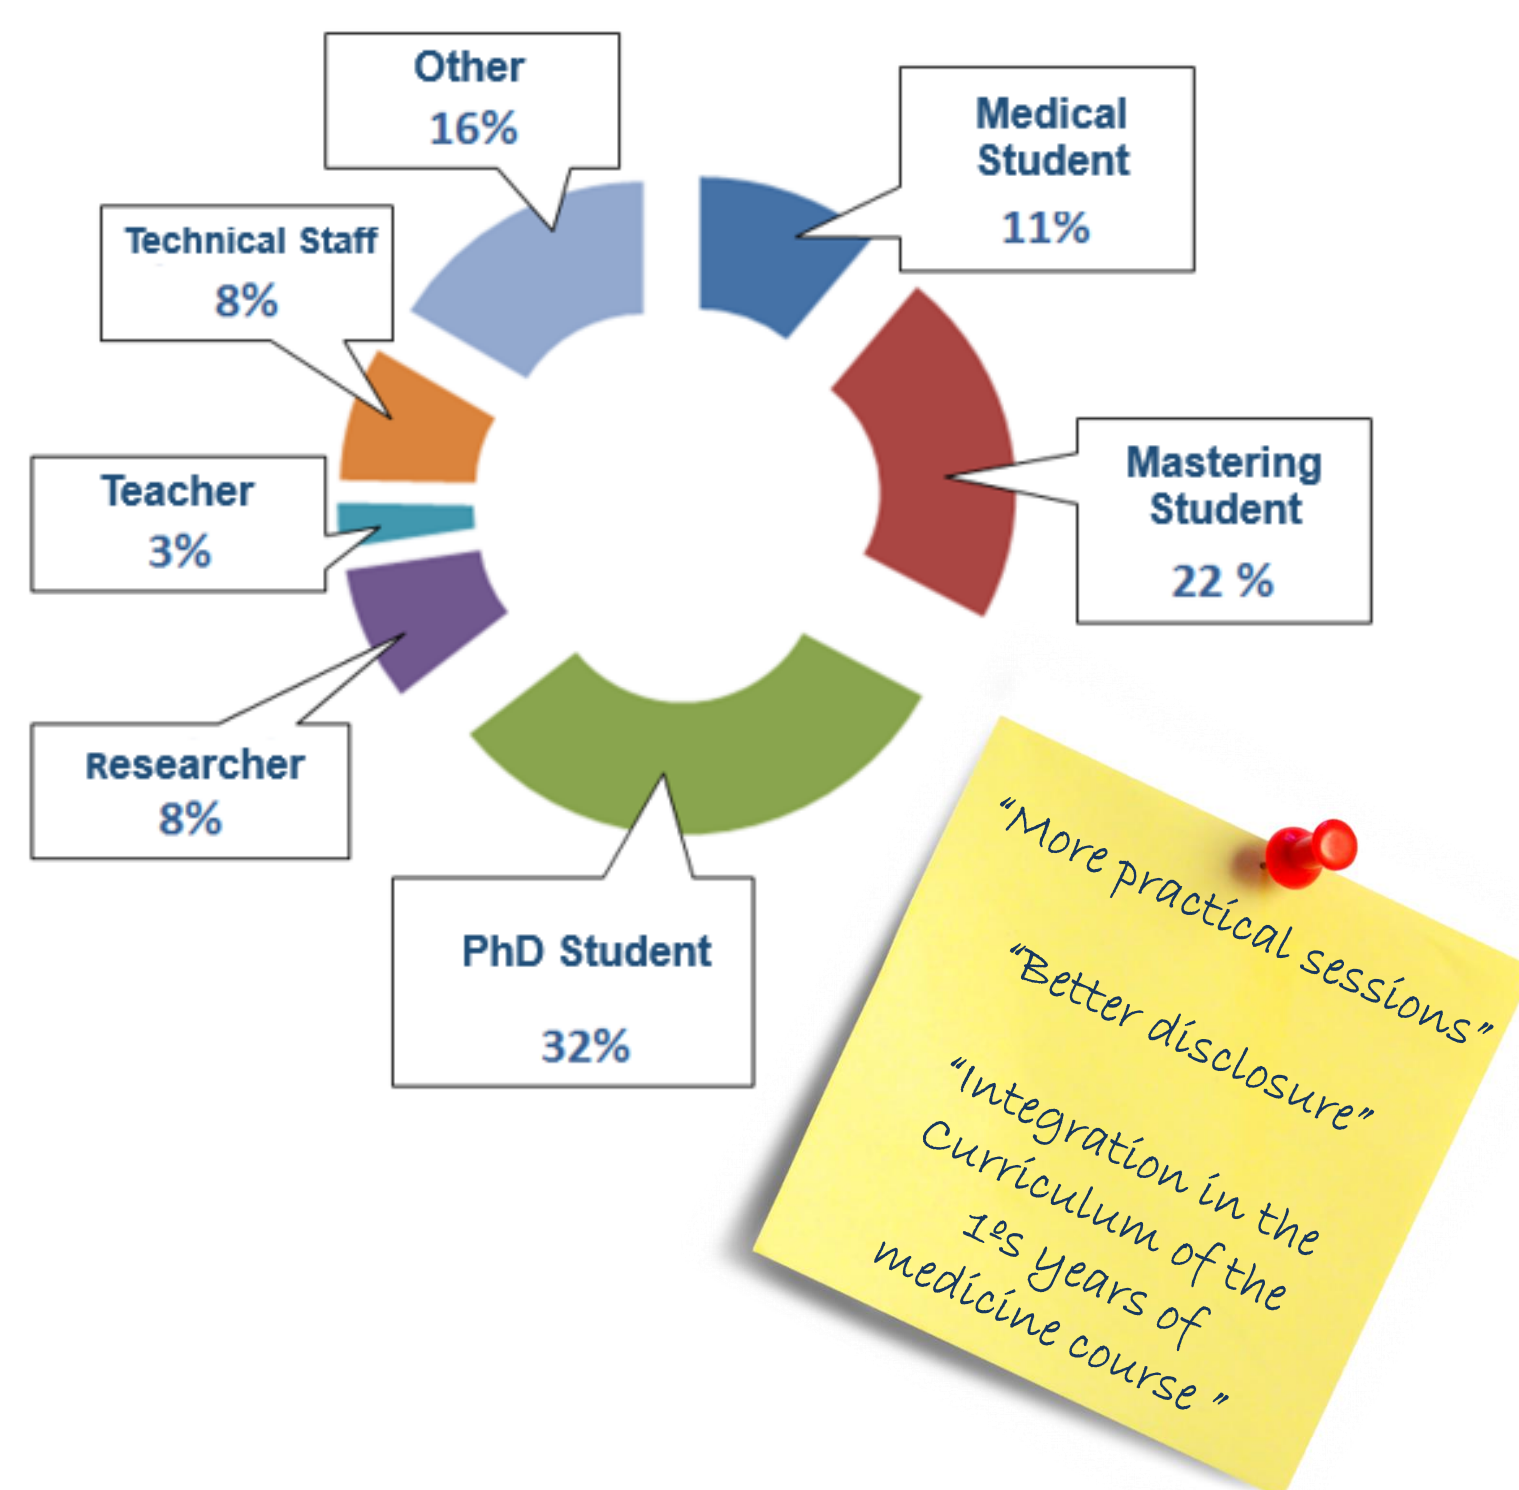 Other
16%
Medical
Student
11%
Technical Staff
8%
Mastering
Student
22 %
Teacher
3%
Researcher
8%
PhD Student
32%
“More practical sessions”
“Better disclosure”
“Integration in the
Curriculum of the
1ºs years of
medicine course ”